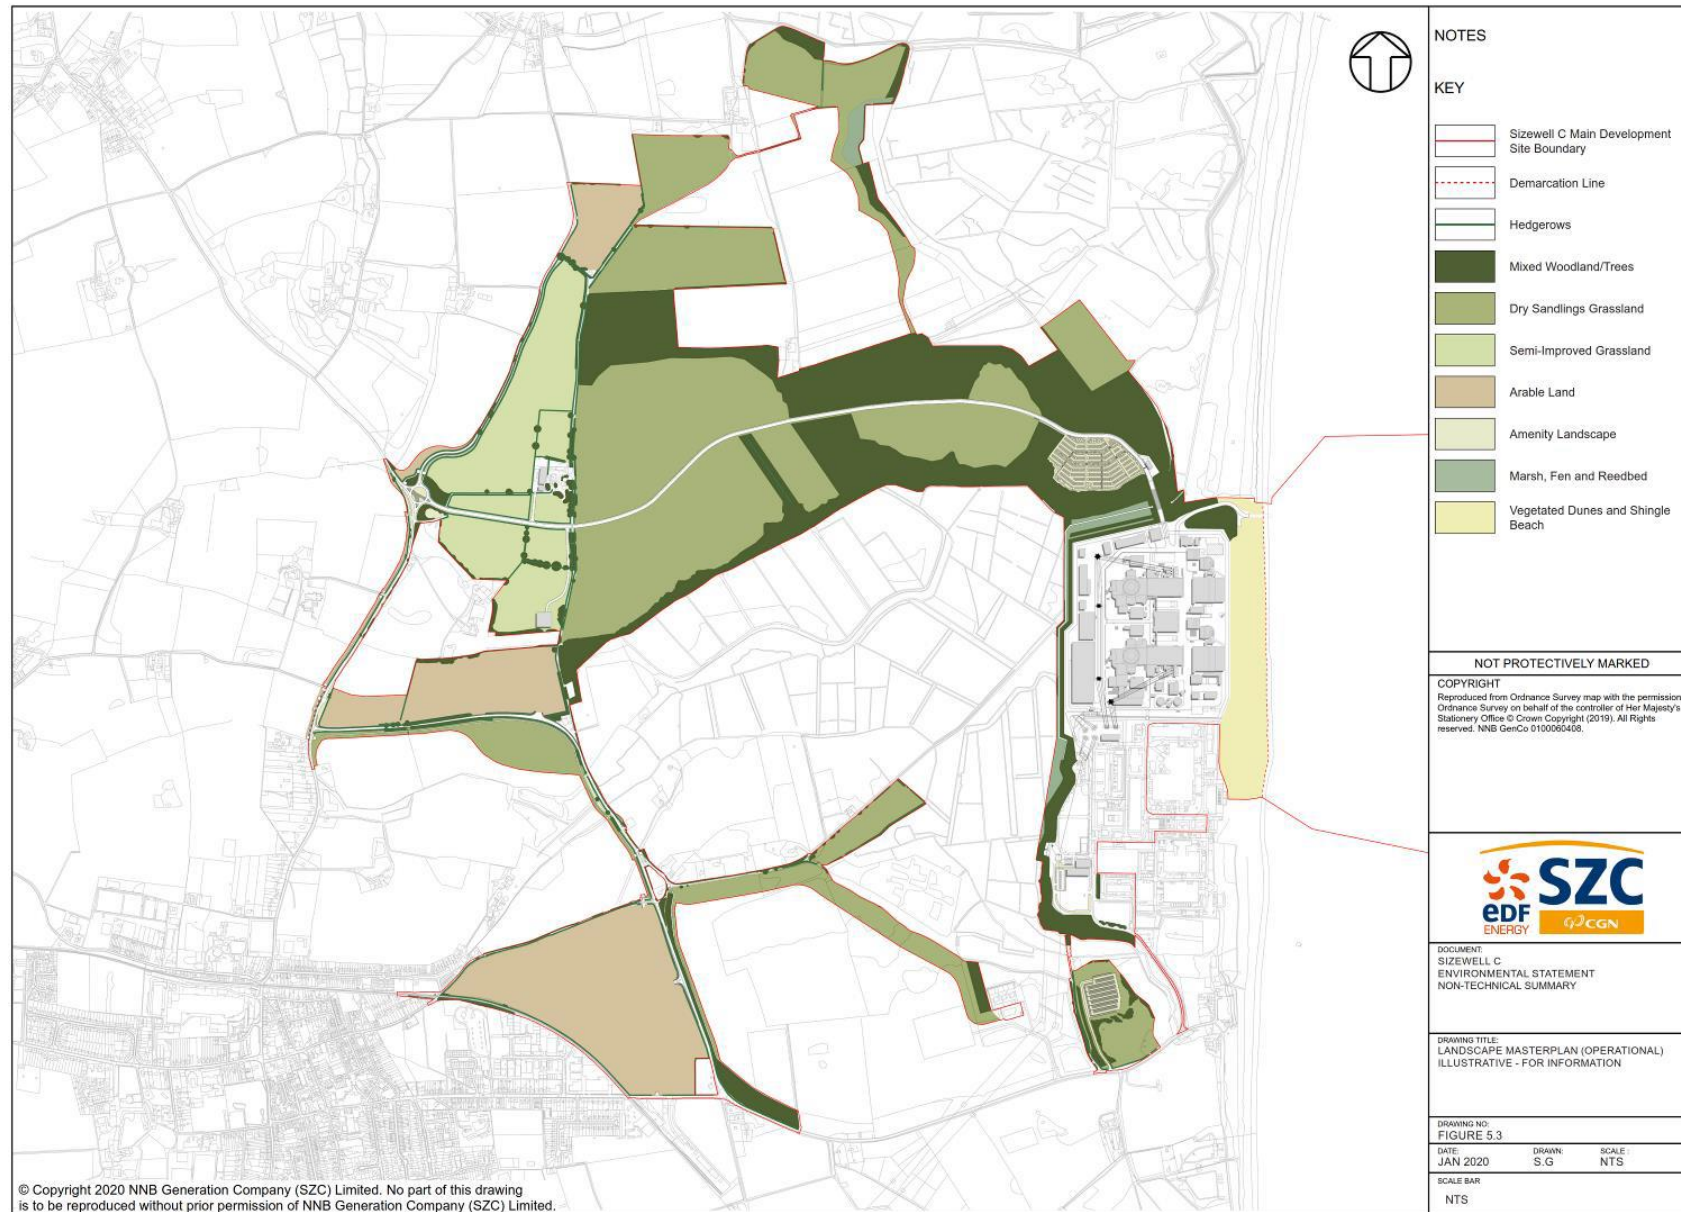 NOTES
KEY
Sizewell C Main Development
Site Boundary
Demarcation Line
Hedgerows
Mixed Woodland/Trees
Dry Sandlings Grassland
Semi-Improved Grassland
Arable Land
Amenity Landscape
Marsh, Fen and Reedbed
Vegetated Dunes and Shingle
Beach
NOT PROTECTIVELY MARKED
COPYRIGHT
Reproduced from Ordnance Survey map with the permission
Ordnance Survey on behalf of the controller of Her Majesty's
Stationery Office © Crown Copyright (2019). All Rights
reserved. NNB GenCo 0100060408.
SZC
eDF
ENERGY
CGN
DOCUMENT:
SIZEWELL C
ENVIRONMENTAL STATEMENT
NON-TECHNICAL SUMMARY
DRAWING TITLE:
LANDSCAPE MASTERPLAN (OPERATIONAL)
ILLUSTRATIVE - FOR INFORMATION
DRAWING NO:
FIGURE 5.3
DATE: DRAWN: SCALE :
JAN 2020 S.G NTS
SCALE BAR
NTS
© Copyright 2020 NNB Generation Company (SZC) Limited. No part of this drawing
is to be reproduced without prior permission of NNB Generation Company (SZC) Limited.